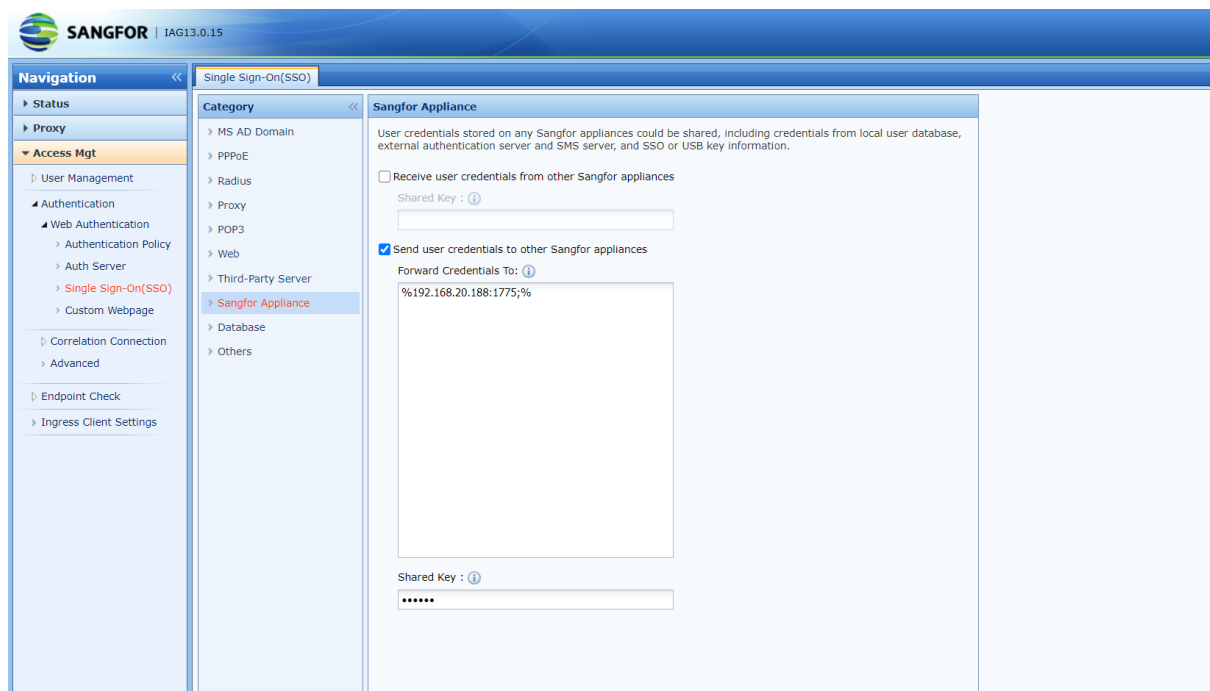 SANGFOR | IAG13.0.15
Navigation
Status
Proxy
Access Mgt
User Management
Authentication
Web Authentication
Authentication Policy
Auth Server
Single Sign-On(SSO)
Custom Webpage
Correlation Connection
Advanced
Endpoint Check
Ingress Client Settings
Single Sign-On(SSO)
Category
MS AD Domain
PPPoE
Radius
Proxy
POP3
Web
Third-Party Server
Sangfor Appliance
Database
Others
Sangfor Appliance
User credentials stored on any Sangfor appliances could be shared, including credentials from local user database,
external authentication server and SMS server, and SSO or USB key information.
Receive user credentials from other Sangfor appliances
Shared Key :
Send user credentials to other Sangfor appliances
Forward Credentials To:
%192.168.20.188:1775;%
Shared Key :
••••••